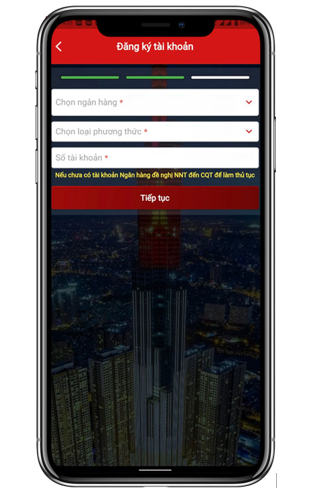 Đăng ký tài khoản
Chọn ngân hàng *
Chọn loại phương thức *
Số tài khoản *
Nếu chưa có tài khoản Ngân hàng đề nghị NNT đến CQT để làm thủ tục
Tiếp tục